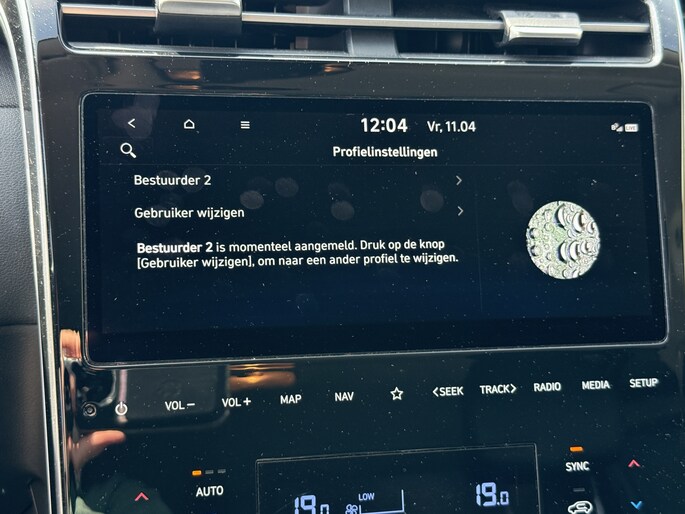 12:04 Vr, 11.04
LIVE
Profielinstellingen
Bestuurder 2
Gebruiker wijzigen
Bestuurder 2 is momenteel aangemeld. Druk op de knop
[Gebruiker wijzigen], om naar een ander profiel te wijzigen.
VOL− VOL+ MAP NAV <SEEK TRACK> RADIO MEDIA SETUP
AUTO
19.0 LOW 19.0
SYNC